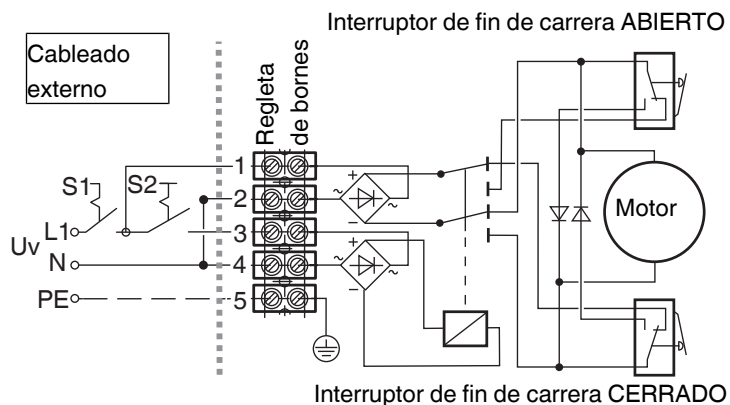 Interruptor de fin de carrera ABIERTO
Cableado
externo
Regleta
de bornes
S1
S2
1
2
3
4
5
L1
Uv
N
PE
+
~
~
−
+
~
~
−
Motor
Interruptor de fin de carrera CERRADO